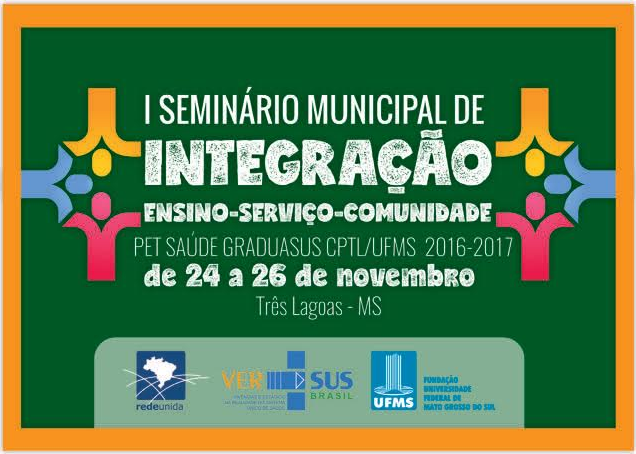 I SEMINÁRIO MUNICIPAL DE
INTEGRAÇÃO
ENSINO-SERVIÇO-COMUNIDADE
PET SAÚDE GRADUASUS CPTL/UFMS 2016-2017
de 24 a 26 de novembro
Três Lagoas - MS
redeunida
VER SUS
BRASIL
UFMS
FUNDAÇÃO
UNIVERSIDADE
FEDERAL DE
MATO GROSSO DO SUL